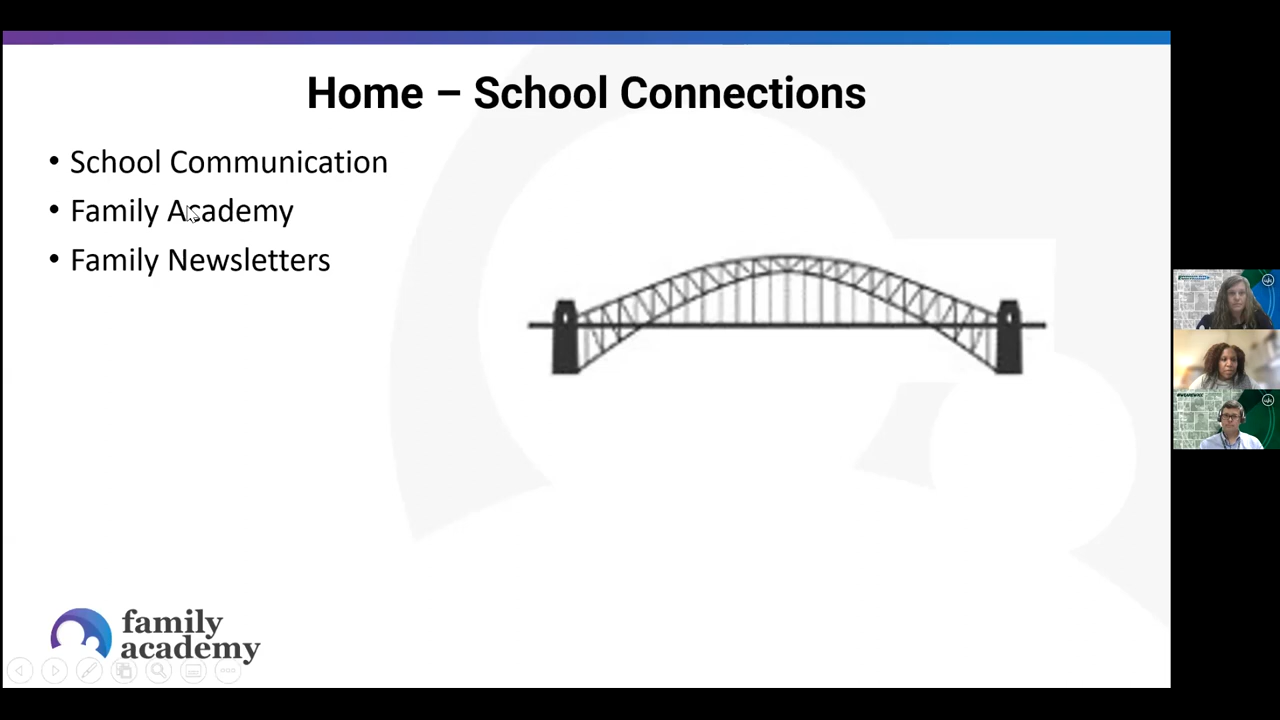 Home – School Connections
• School Communication
• Family Academy
• Family Newsletters
family
academy